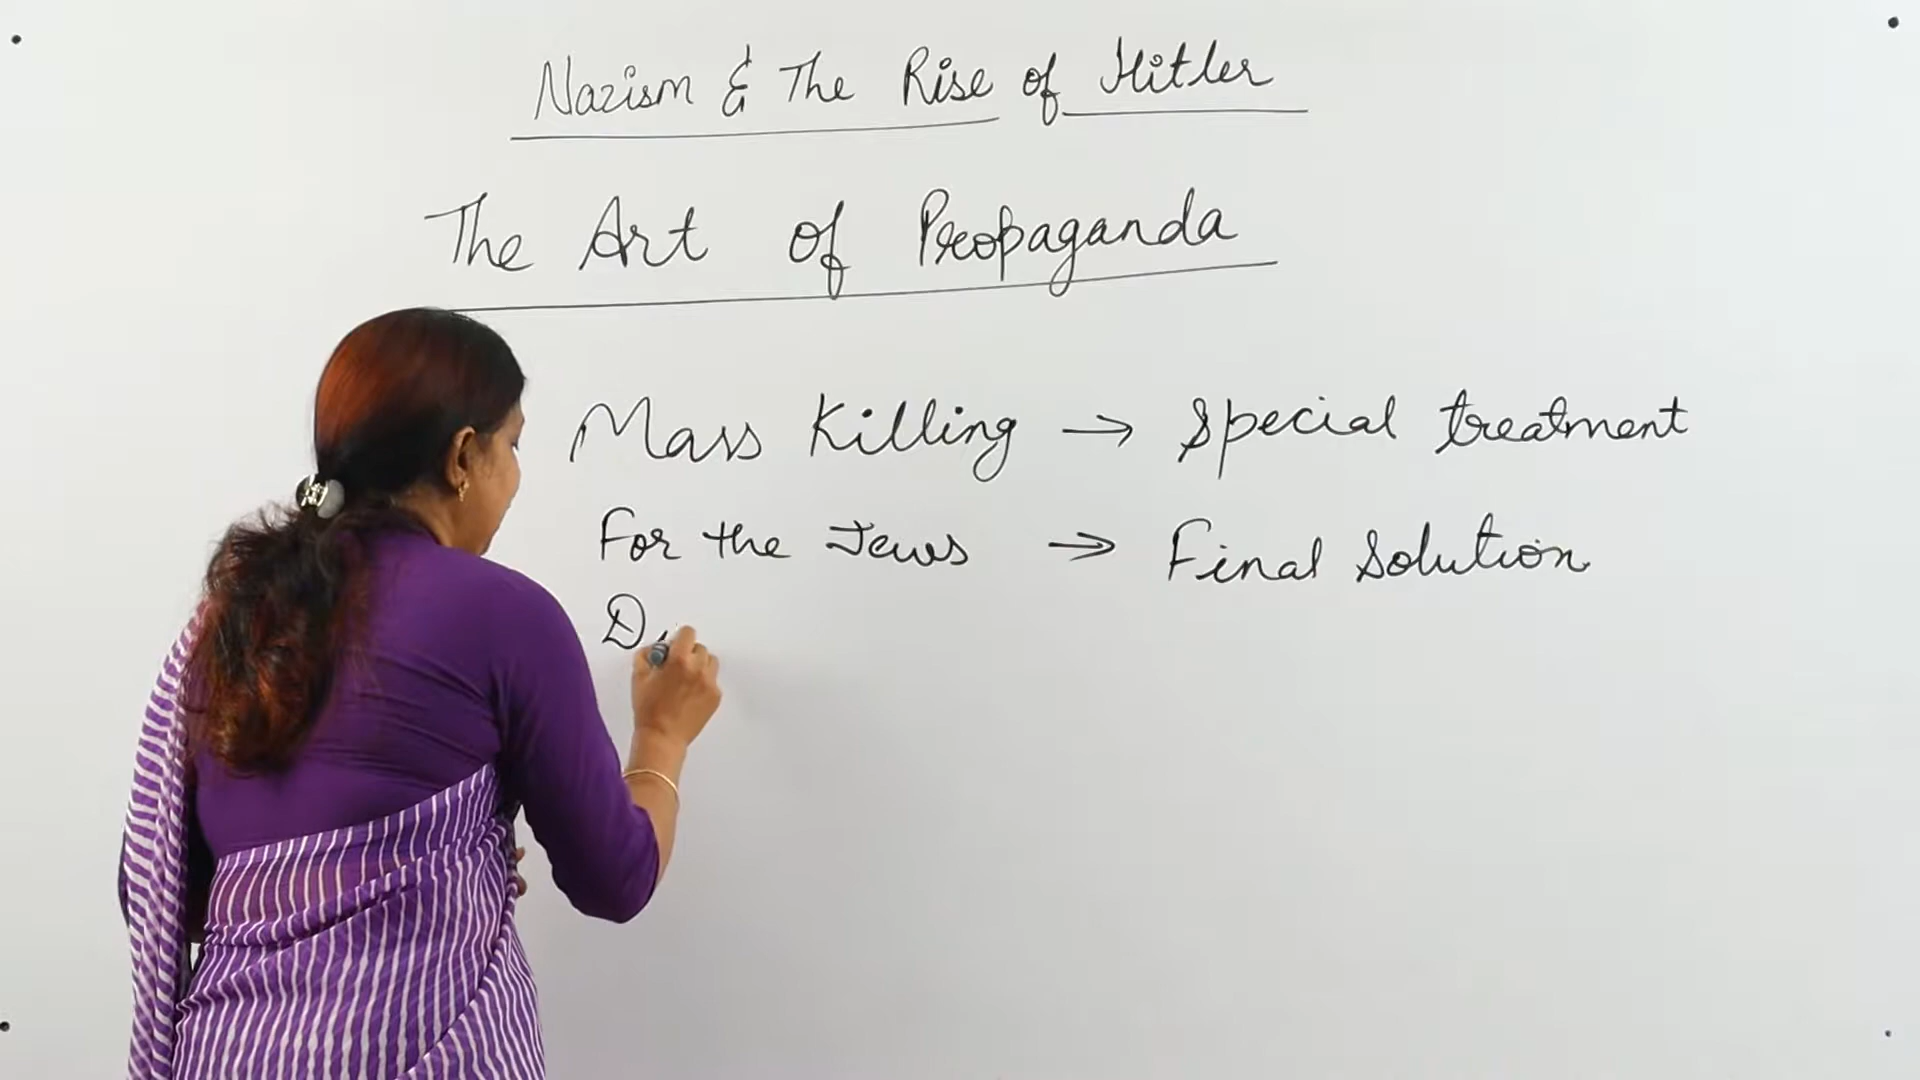 Nazism & The Rise of Hitler
The Art of Propaganda
Mass Killing → Special treatment
For the Jews → Final Solution
D